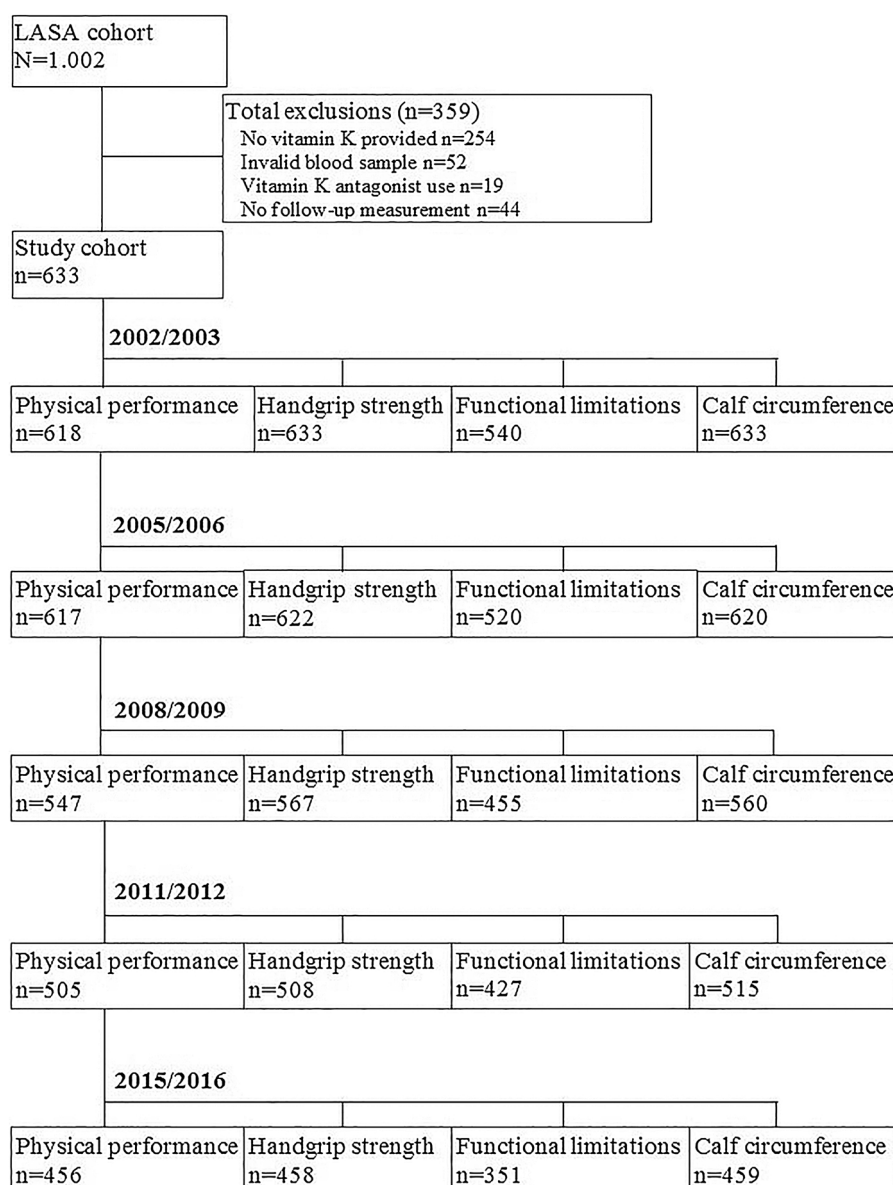 LASA cohort
N=1.002
Total exclusions (n=359)
No vitamin K provided n=254
Invalid blood sample n=52
Vitamin K antagonist use n=19
No follow-up measurement n=44
Study cohort
n=633
2002/2003
Physical performance
n=618
Handgrip strength
n=633
Functional limitations
n=540
Calf circumference
n=633
2005/2006
Physical performance
n=617
Handgrip strength
n=622
Functional limitations
n=520
Calf circumference
n=620
2008/2009
Physical performance
n=547
Handgrip strength
n=567
Functional limitations
n=455
Calf circumference
n=560
2011/2012
Physical performance
n=505
Handgrip strength
n=508
Functional limitations
n=427
Calf circumference
n=515
2015/2016
Physical performance
n=456
Handgrip strength
n=458
Functional limitations
n=351
Calf circumference
n=459